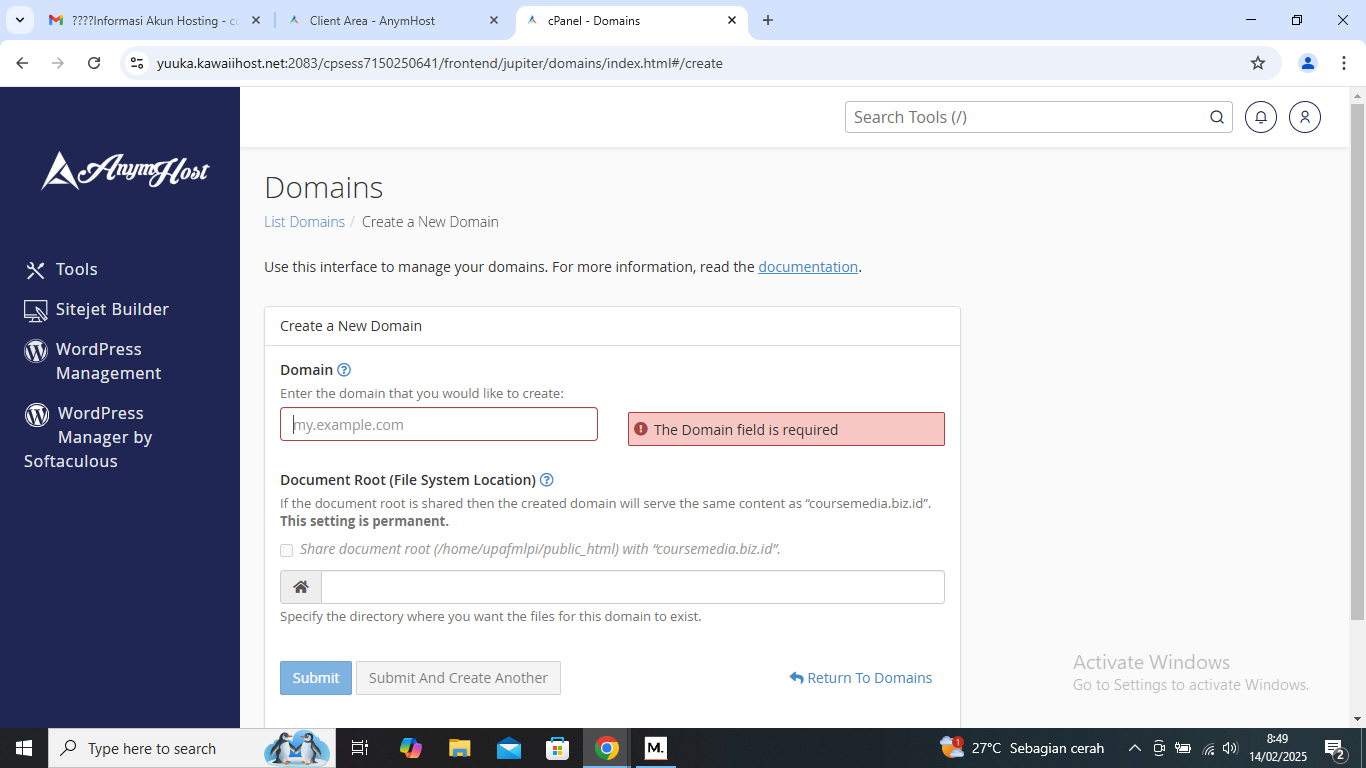 ????Informasi Akun Hosting - co
Client Area - AnymHost
cPanel - Domains
yuuka.kawaiihost.net:2083/cpsess7150250641/frontend/jupiter/domains/index.html#/create
AnymHost
Search Tools (/)
Tools
Sitejet Builder
WordPress
Management
WordPress
Manager by
Softaculous
Domains
List Domains / Create a New Domain
Use this interface to manage your domains. For more information, read the documentation.
Create a New Domain
Domain
Enter the domain that you would like to create:
my.example.com
The Domain field is required
Document Root (File System Location)
If the document root is shared then the created domain will serve the same content as “coursemedia.biz.id”.
This setting is permanent.
Share document root (/home/upafmlpi/public_html) with “coursemedia.biz.id”.
Specify the directory where you want the files for this domain to exist.
Submit
Submit And Create Another
Return To Domains
Activate Windows
Go to Settings to activate Windows.
Type here to search
M.
1
27°C Sebagian cerah
8:49
14/02/2025
2